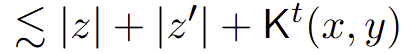 ≲ |z| + |z′| + K^t(x, y)